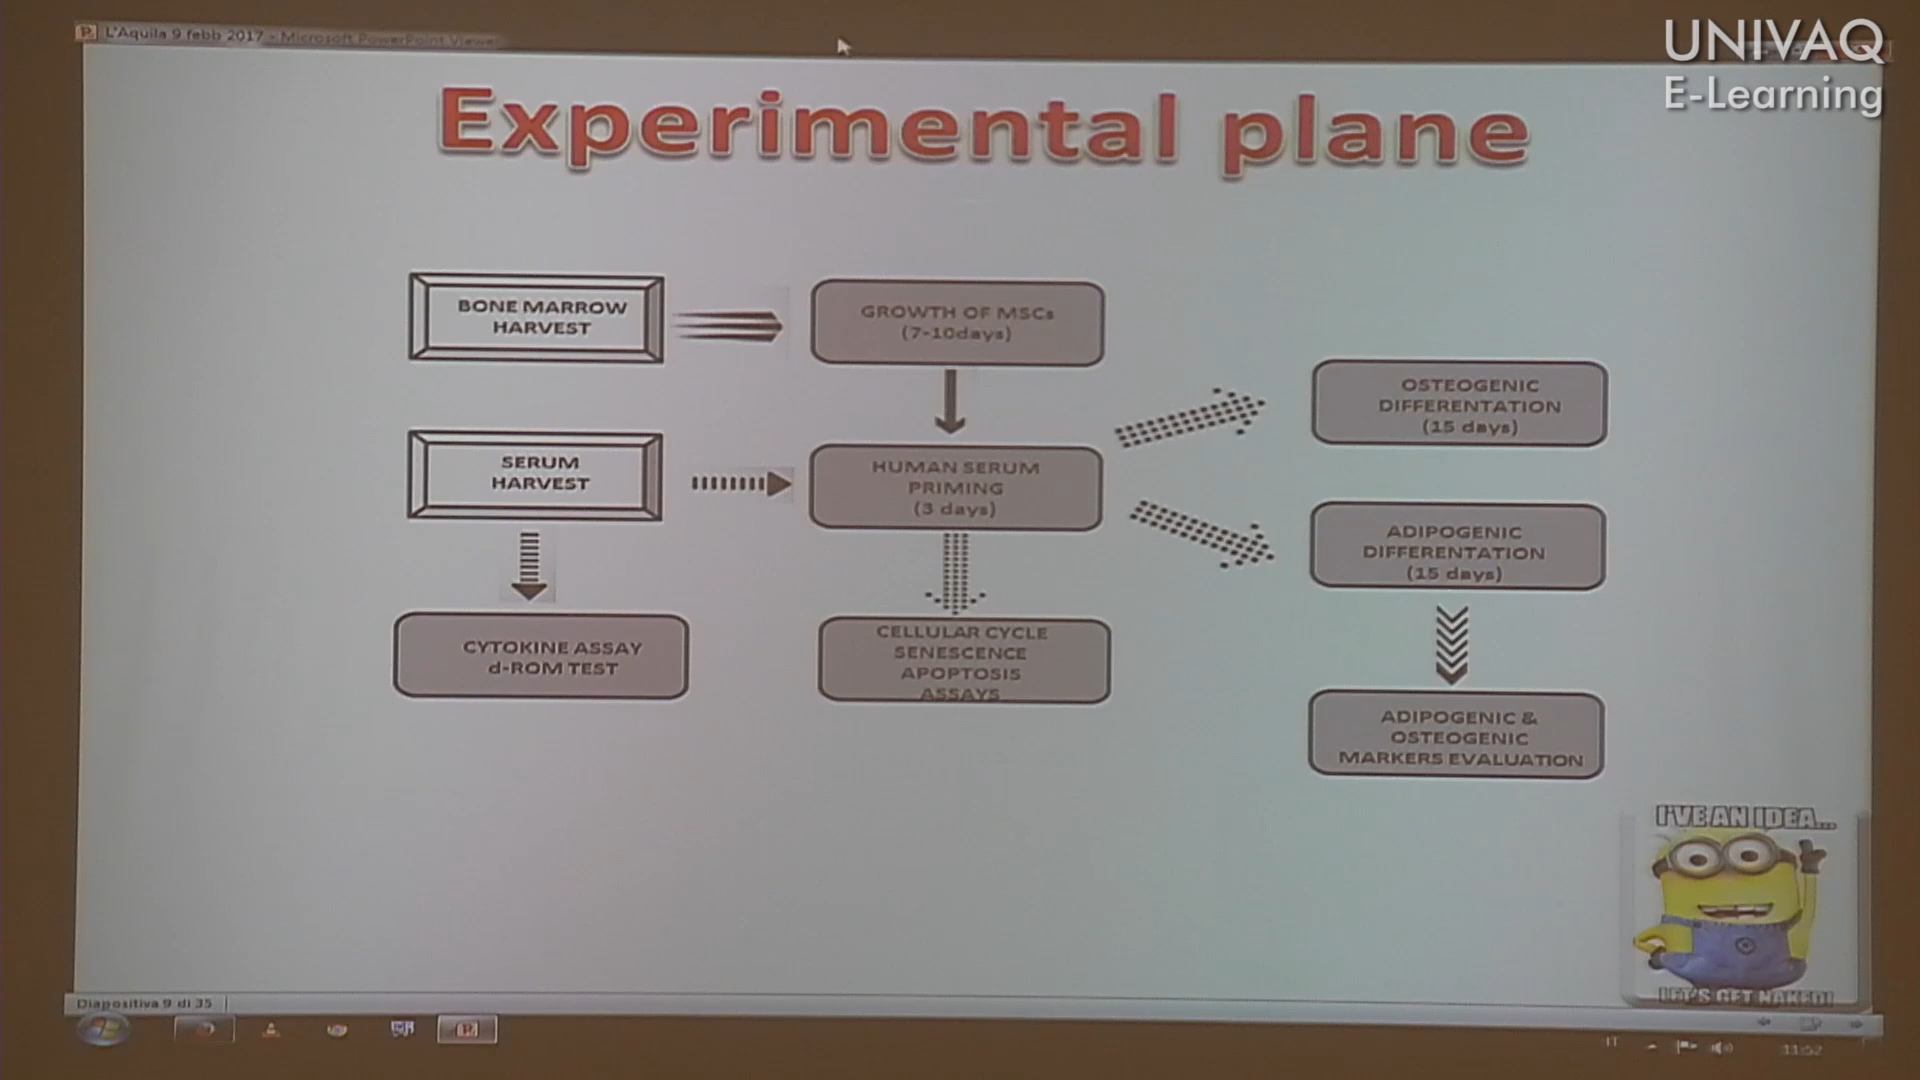 L'Aquila 9 febb 2017 - Microsoft PowerPoint Viewer
UNIVAQ
E-Learning
Experimental plane
BONE MARROW
HARVEST
GROWTH OF MSCs
(7-10days)
SERUM
HARVEST
HUMAN SERUM
PRIMING
(3 days)
OSTEOGENIC
DIFFERENTATION
(15 days)
ADIPOGENIC
DIFFERENTATION
(15 days)
CYTOKINE ASSAY
d-ROM TEST
CELLULAR CYCLE
SENESCENCE
APOPTOSIS
ASSAYS
ADIPOGENIC &
OSTEOGENIC
MARKERS EVALUATION
I'VE AN IDEA...
LET'S GET NAKED!
Diapositiva 9 di 35
IT
11:52